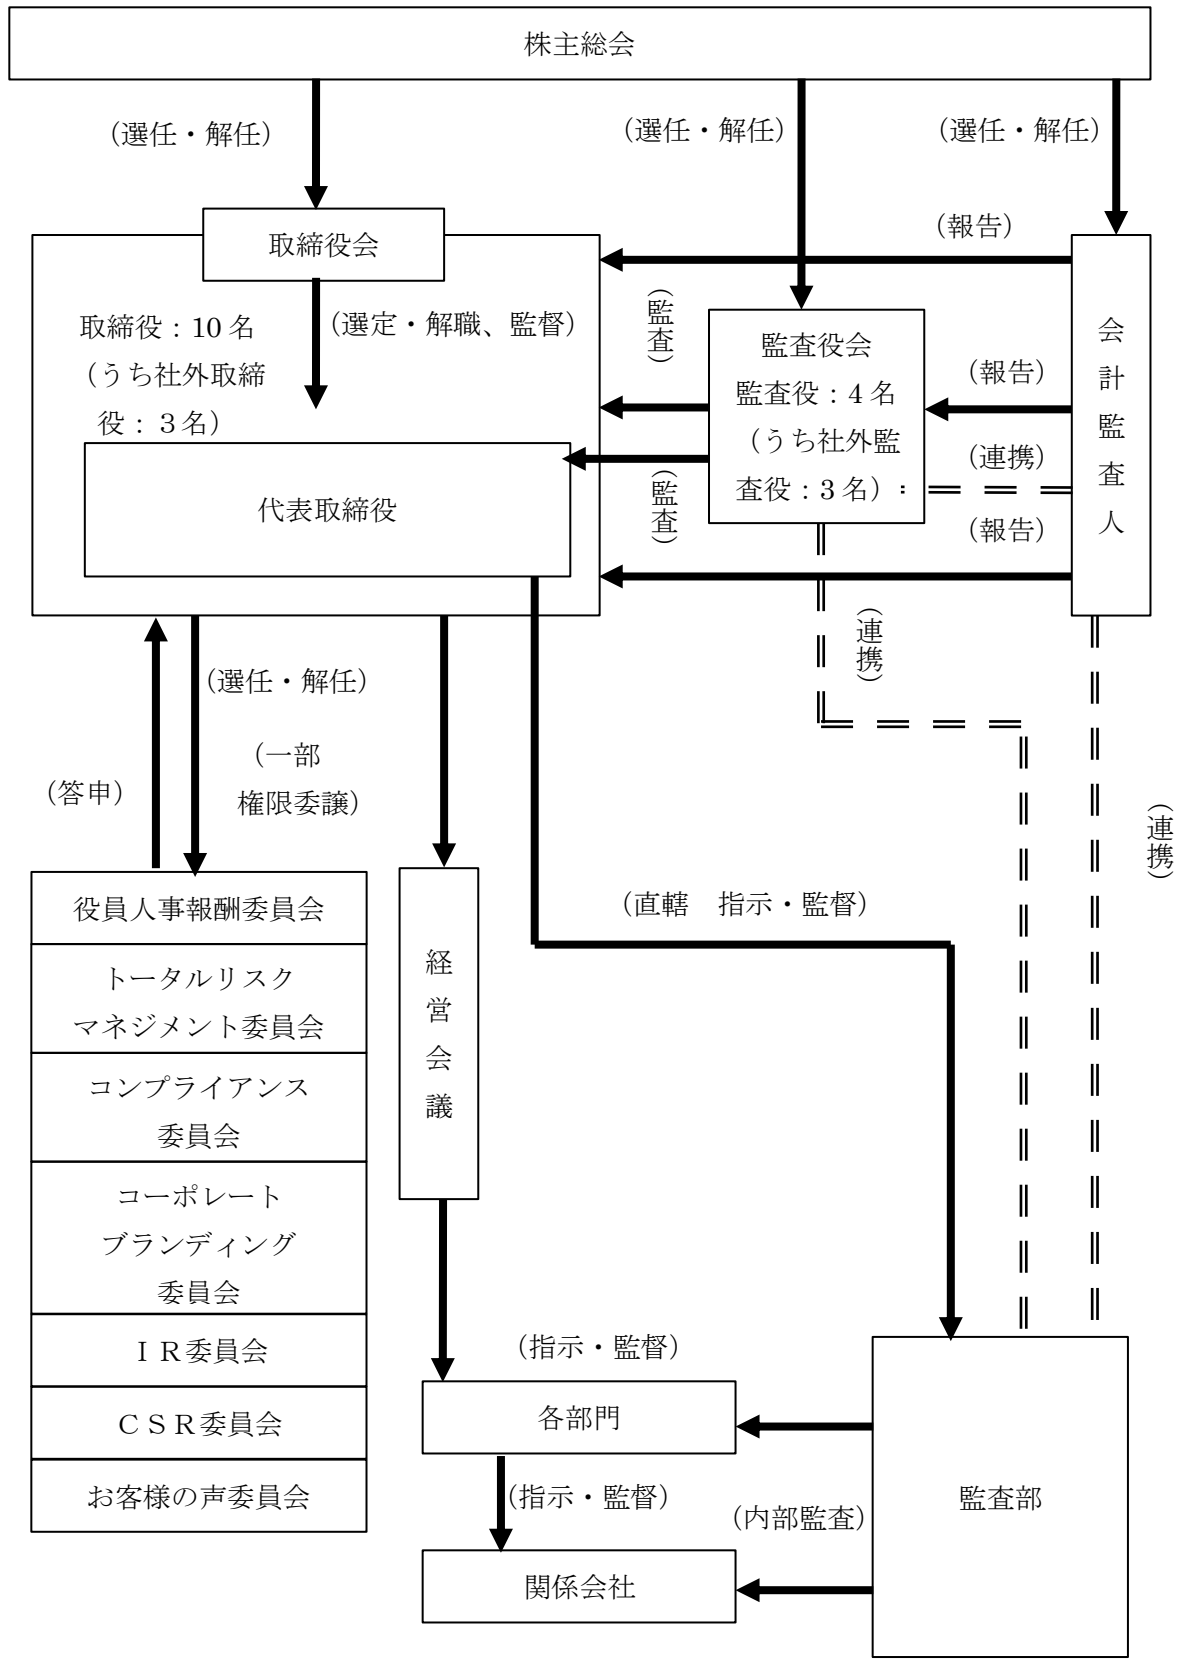 株主総会
（選任・解任）
（選任・解任）
（選任・解任）
（報告）
取締役会
取締役：10 名
（うち社外取締
役：３名）
（選定・解職、監督）
（監査）
監査役会
監査役：4 名
（うち社外監
査役：3 名）
（報告）
（連携）
（報告）
会計監査人
代表取締役
（監査）
（連携）
（選任・解任）
（一部
権限委譲）
（答申）
（連携）
役員人事報酬委員会
トータルリスク
マネジメント委員会
コンプライアンス
委員会
コーポレート
ブランディング
委員会
ＩＲ委員会
ＣＳＲ委員会
お客様の声委員会
経営会議
（直轄　指示・監督）
（指示・監督）
各部門
（指示・監督）
（内部監査）
関係会社
監査部